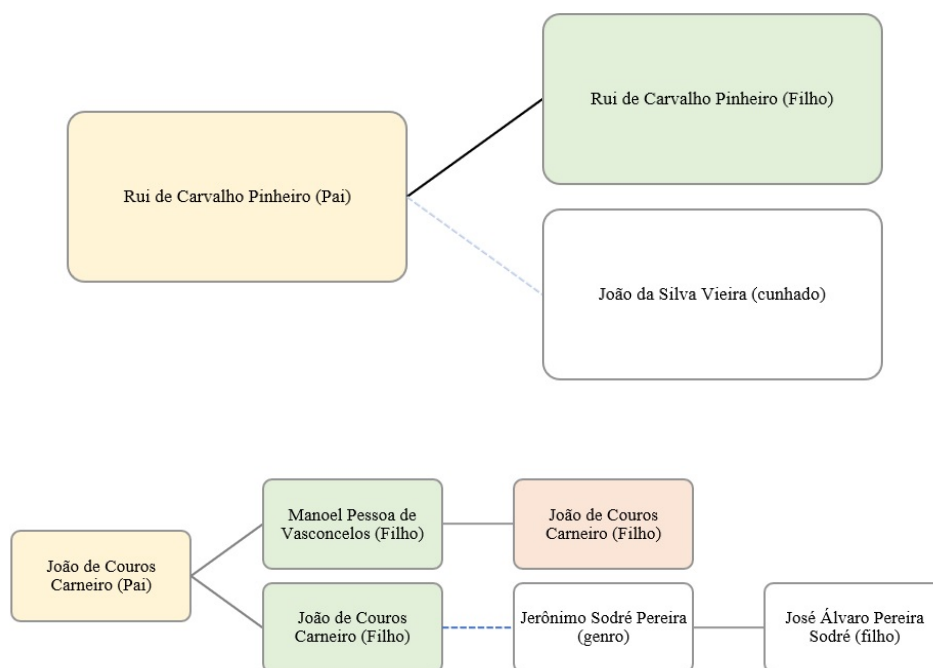 Rui de Carvalho Pinheiro (Filho)
Rui de Carvalho Pinheiro (Pai)
João da Silva Vieira (cunhado)
Manoel Pessoa de
Vasconcelos (Filho)
João de Couros
Carneiro (Filho)
João de Couros
Carneiro (Pai)
João de Couros
Carneiro (Filho)
Jerônimo Sodré Pereira
(genro)
José Álvaro Pereira
Sodré (filho)